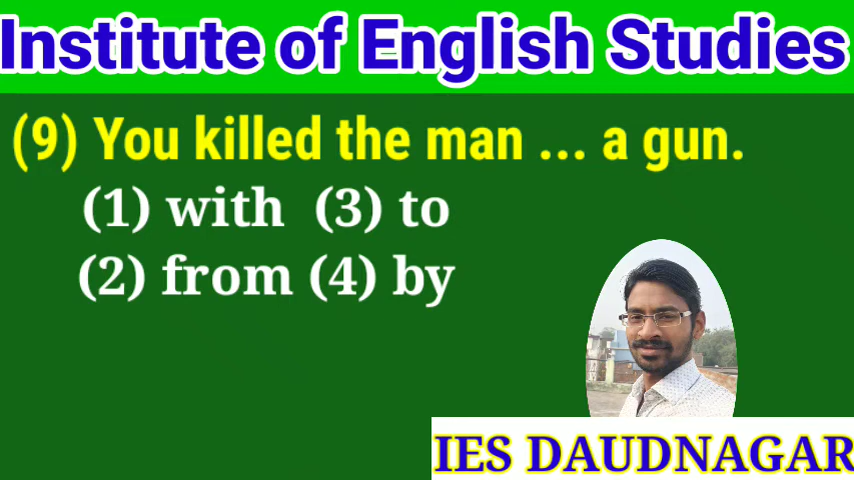 Institute of English Studies
(9) You killed the man ... a gun.
(1) with (3) to
(2) from (4) by
IES DAUDNAGAR